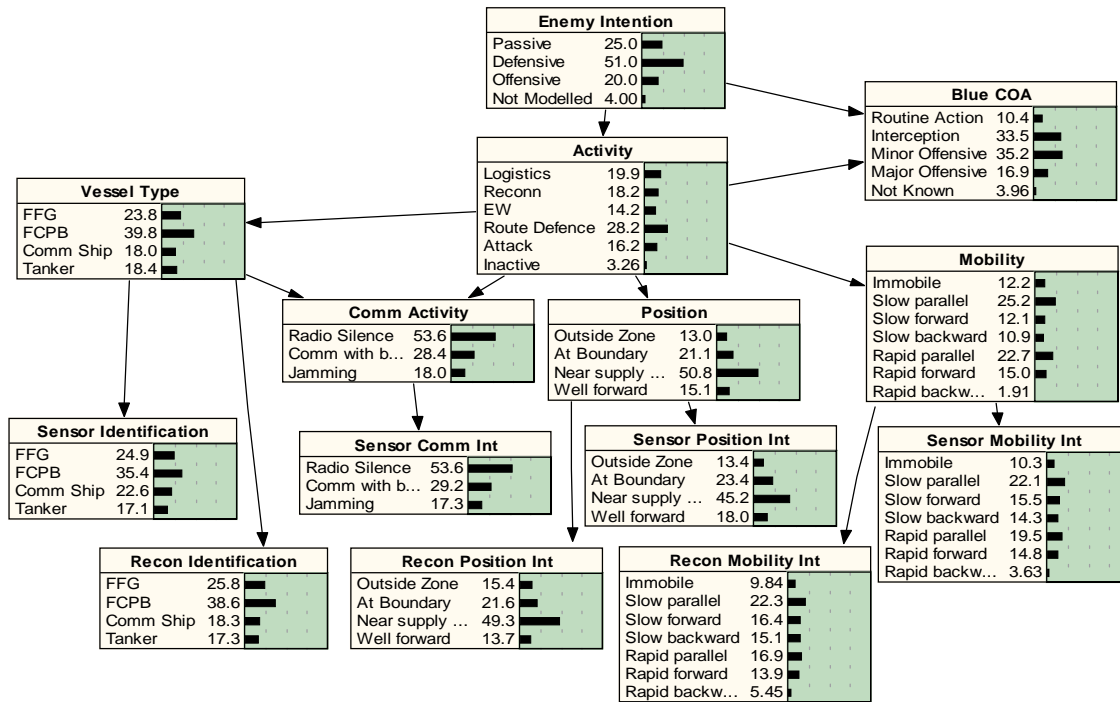 Enemy Intention
Passive 25.0
Defensive 51.0
Offensive 20.0
Not Modelled 4.00
Blue COA
Routine Action 10.4
Interception 33.5
Minor Offensive 35.2
Major Offensive 16.9
Not Known 3.96
Activity
Logistics 19.9
Reconn 18.2
EW 14.2
Route Defence 28.2
Attack 16.2
Inactive 3.26
Vessel Type
FFG 23.8
FCPB 39.8
Comm Ship 18.0
Tanker 18.4
Mobility
Immobile 12.2
Slow parallel 25.2
Slow forward 12.1
Slow backward 10.9
Rapid parallel 22.7
Rapid forward 15.0
Rapid backw... 1.91
Comm Activity
Radio Silence 53.6
Comm with b... 28.4
Jamming 18.0
Position
Outside Zone 13.0
At Boundary 21.1
Near supply ... 50.8
Well forward 15.1
Sensor Identification
FFG 24.9
FCPB 35.4
Comm Ship 22.6
Tanker 17.1
Sensor Comm Int
Radio Silence 53.6
Comm with b... 29.2
Jamming 17.3
Sensor Position Int
Outside Zone 13.4
At Boundary 23.4
Near supply ... 45.2
Well forward 18.0
Sensor Mobility Int
Immobile 10.3
Slow parallel 22.1
Slow forward 15.5
Slow backward 14.3
Rapid parallel 19.5
Rapid forward 14.8
Rapid backw... 3.63
Recon Identification
FFG 25.8
FCPB 38.6
Comm Ship 18.3
Tanker 17.3
Recon Position Int
Outside Zone 15.4
At Boundary 21.6
Near supply ... 49.3
Well forward 13.7
Recon Mobility Int
Immobile 9.84
Slow parallel 22.3
Slow forward 16.4
Slow backward 15.1
Rapid parallel 16.9
Rapid forward 13.9
Rapid backw... 5.45